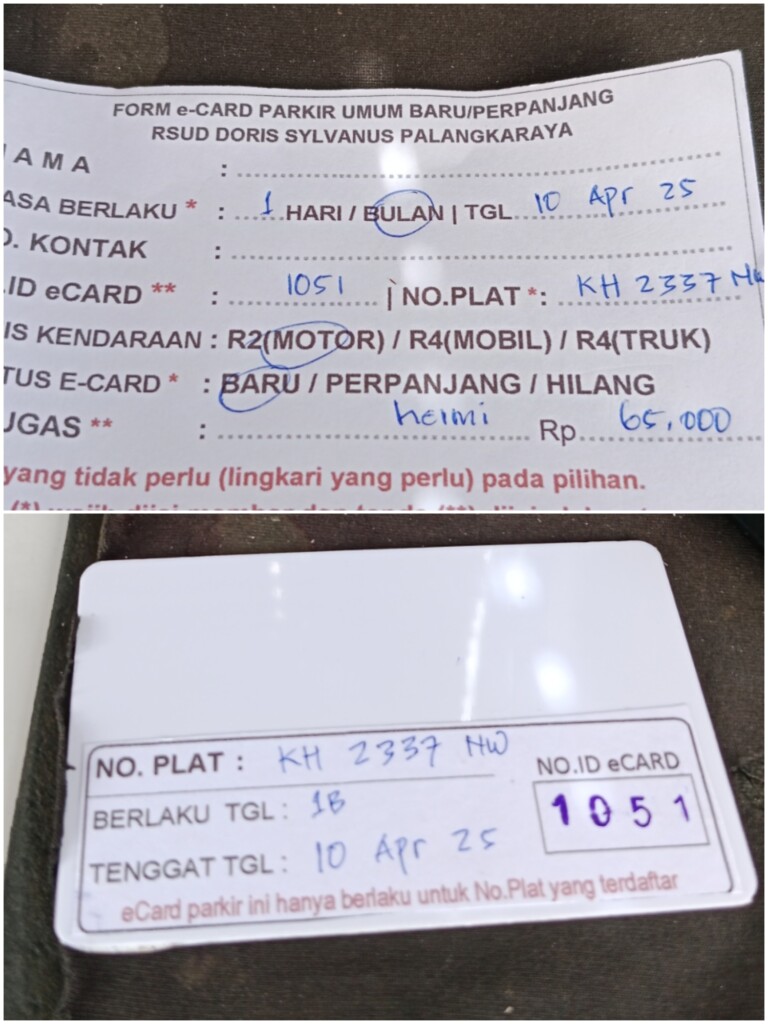 FORM e-CARD PARKIR UMUM BARU/PERPANJANG
RSUD DORIS SYLVANUS PALANGKARAYA
AMA :
ASA BERLAKU * : 1 HARI / BULAN | TGL 10 Apr 25
O. KONTAK :
.ID eCARD ** : 1051 | NO.PLAT *: KH 2337 NW
IS KENDARAAN : R2(MOTOR) / R4(MOBIL) / R4(TRUK)
TUS E-CARD * : BARU / PERPANJANG / HILANG
UGAS ** : helmi Rp 65.000
yang tidak perlu (lingkari yang perlu) pada pilihan.
NO. PLAT : KH 2337 NW
NO.ID eCARD
1051
BERLAKU TGL : 1B
TENGGAT TGL : 10 Apr 25
eCard parkir ini hanya berlaku untuk No.Plat yang terdaftar